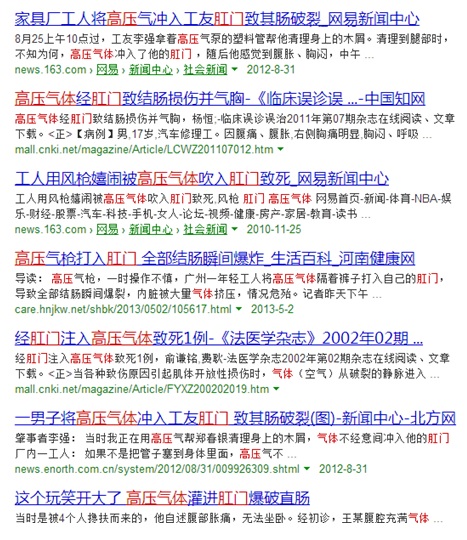 家具厂工人将高压气冲入工友肛门致其肠破裂_网易新闻中心
8月25上午10点过，工友李强拿着高压气泵的塑料管帮他清理身上的木屑。清理到腿部时，
不知为何，高压气体冲入了他的肛门，随后他感觉到腹胀、胸闷，中午 ...
news.163.com › 网易 › 新闻中心 › 社会新闻 2012-8-31
高压气体经肛门致结肠损伤并气胸-《临床误诊误 ...-中国知网
高压气体经肛门致结肠损伤并气胸，杨恒;-临床误诊误治2011年第07期杂志在线阅读、文章
下载。<正>【病例】男,17岁,汽车修理工。因腹痛、腹胀,右侧胸痛明显,胸闷、呼吸 ...
mall.cnki.net/magazine/Article/LCWZ201107012.htm
工人用风枪嬉闹被高压气体吹入肛门致死_网易新闻中心
工人用风枪嬉闹被高压气体吹入肛门致死,风枪 肛门 高压气体 网易首页-新闻-体育-NBA-娱
乐-财经-股票-汽车-科技-手机-女人-论坛-视频-健康-房产-家居-教育-读书 ...
news.163.com › 网易 › 新闻中心 › 社会新闻 2010-11-25
高压气枪打入肛门 全部结肠瞬间爆炸_生活百科_河南健康网
导读： 高压气枪，一时操作不慎，广州一年轻工人将高压气体隔着裤子打入自己的肛门，
导致全部结肠瞬间爆裂，内脏被大量气体挤压，情况危殆。记者昨天下午 ...
care.hnjkw.net/shbk/2013/0502/105617.html 2013-5-2
经肛门注入高压气体致死1例-《法医学杂志》2002年02期 ...
经肛门注入高压气体致死1例，俞谦铭,费耿-法医学杂志2002年第02期杂志在线阅读、文章
下载。<正>当各种致伤原因引起肌体开放性损伤时，气体（空气）从破裂的静脉进入 ...
mall.cnki.net/magazine/Article/FYXZ200202019.htm
一男子将高压气体冲入工友肛门 致其肠破裂(图)-新闻中心-北方网
肇事者李强： 当时我正在用高压气帮郑春银清理身上的木屑，气体不经意间冲入他的肛门
厂内一工人： 如果不是把管子塞到身体里面，高压气不 ...
news.enorth.com.cn/system/2012/08/31/009926309.shtml 2012-8-31
这个玩笑开大了 高压气体灌进肛门爆破直肠
当时是被4个人搀扶而来的，他自述腹部胀痛，无法坐卧。经初诊，王某腹腔充满气体 ...